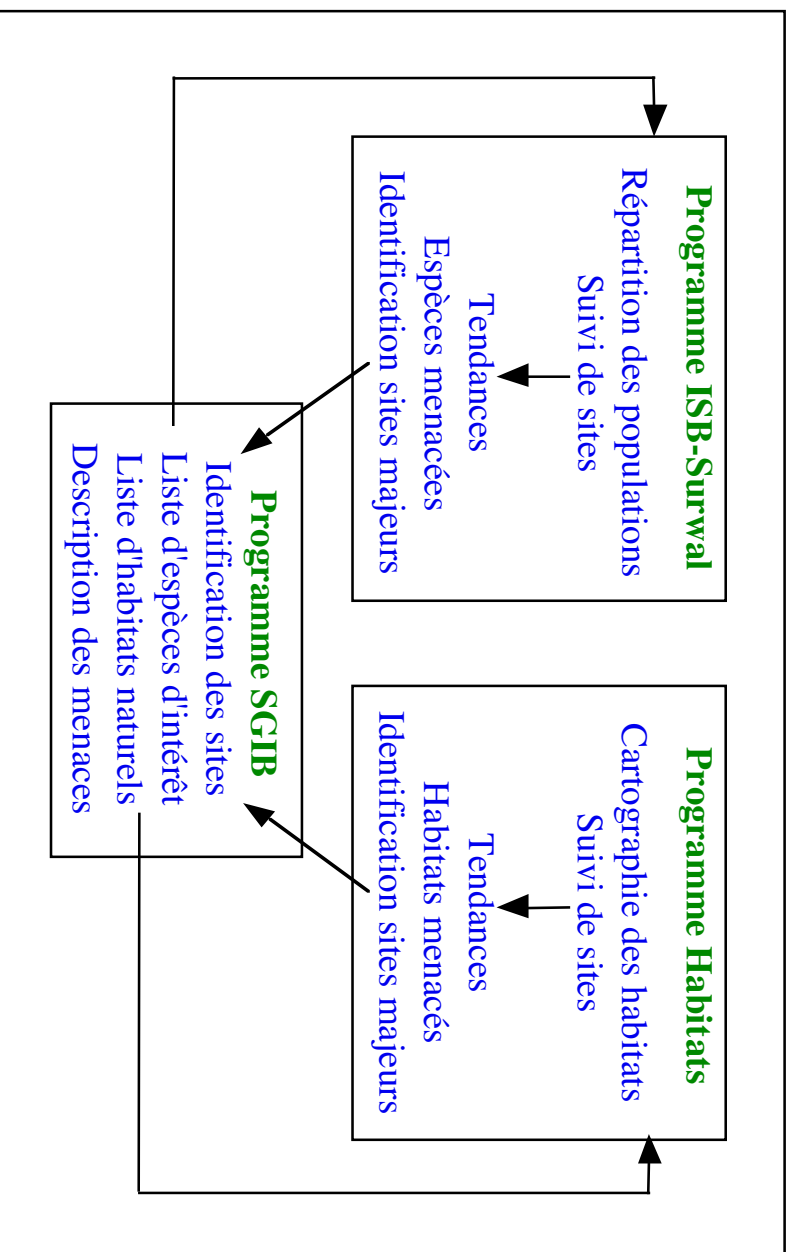 Programme ISB-Surwal
Répartition des populations
Suivi de sites
Tendances
Espèces menacées
Identification sites majeurs
Programme Habitats
Cartographie des habitats
Suivi de sites
Tendances
Habitats menacés
Identification sites majeurs
Programme SGIB
Identification des sites
Liste d'espèces d'intérêt
Liste d'habitats naturels
Description des menaces